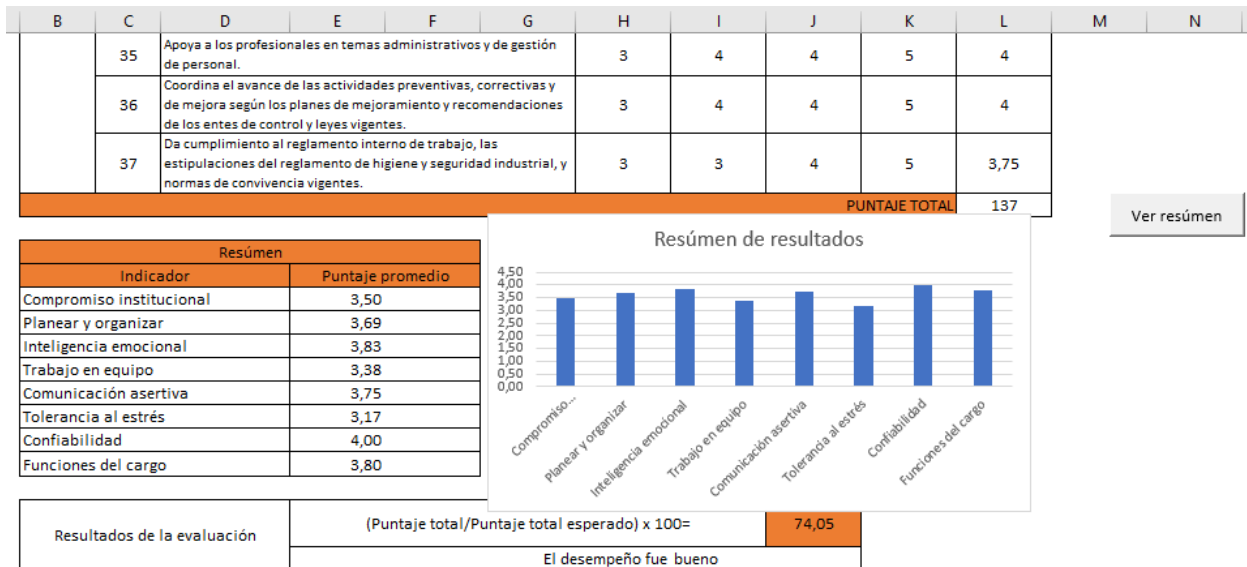 B C D E F G H I J K L M N
35 Apoya a los profesionales en temas administrativos y de gestión 3 4 4 5 4
de personal.
Coordina el avance de las actividades preventivas, correctivas y
36 de mejora según los planes de mejoramiento y recomendaciones 3 4 4 5 4
de los entes de control y leyes vigentes.
Da cumplimiento al reglamento interno de trabajo, las
37 estipulaciones del reglamento de higiene y seguridad industrial, y 3 3 4 5 3,75
normas de convivencia vigentes.
PUNTAJE TOTAL 137
Ver resúmen
Resúmen
Indicador Puntaje promedio
Compromiso institucional 3,50
Planear y organizar 3,69
Inteligencia emocional 3,83
Trabajo en equipo 3,38
Comunicación asertiva 3,75
Tolerancia al estrés 3,17
Confiabilidad 4,00
Funciones del cargo 3,80
Resúmen de resultados
4,50
4,00
3,50
3,00
2,50
2,00
1,50
1,00
0,50
0,00
Compromiso...
Planear y organizar
Inteligencia emocional
Trabajo en equipo
Comunicación asertiva
Tolerancia al estrés
Confiabilidad
Funciones del cargo
Resultados de la evaluación
(Puntaje total/Puntaje total esperado) x 100= 74,05
El desempeño fue bueno